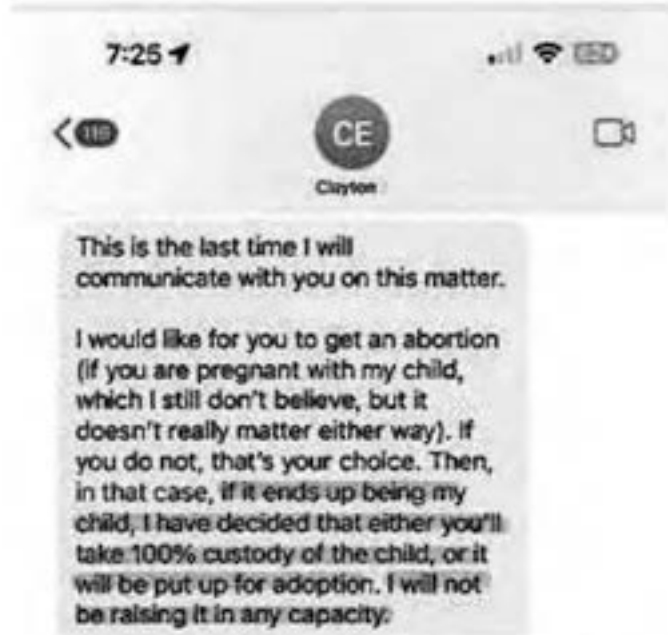 7:25
CE
Clayton
This is the last time I will
communicate with you on this matter.
I would like for you to get an abortion
(if you are pregnant with my child,
which I still don't believe, but it
doesn't really matter either way). If
you do not, that's your choice. Then,
in that case, if it ends up being my
child, I have decided that either you'll
take 100% custody of the child, or it
will be put up for adoption. I will not
be raising it in any capacity.